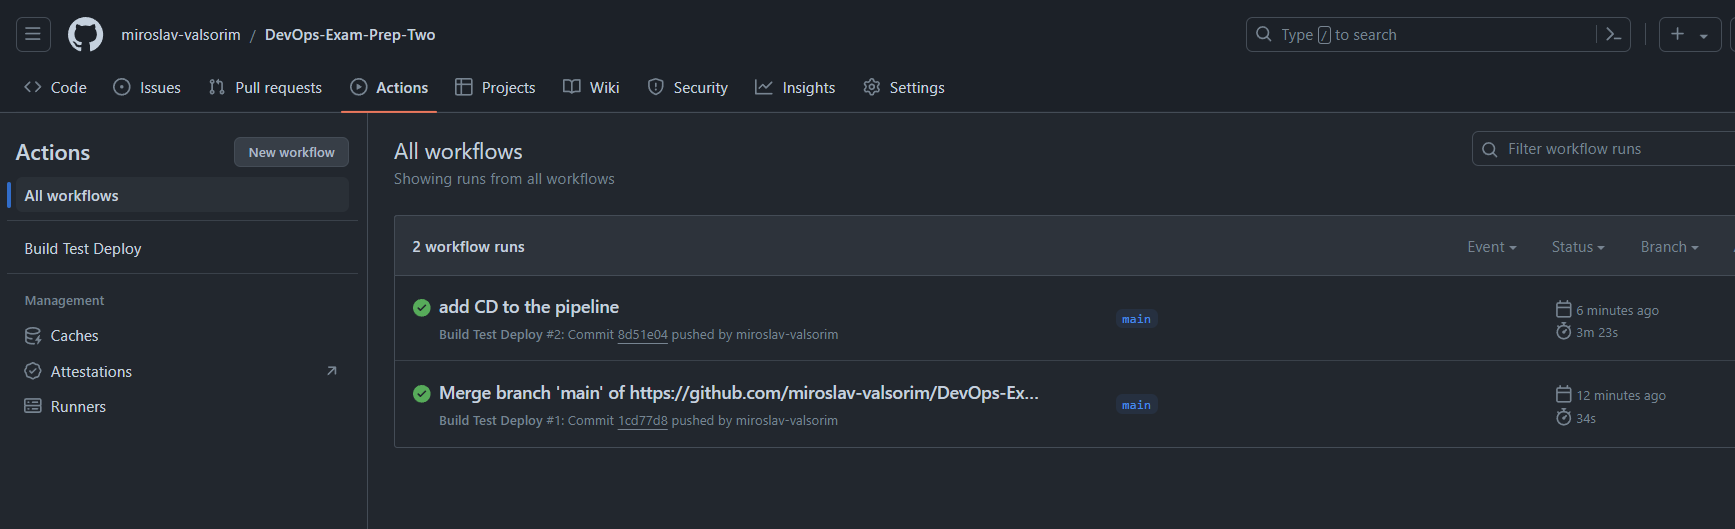 miroslav-valsorim / DevOps-Exam-Prep-Two
Type / to search
Code Issues Pull requests Actions Projects Wiki Security Insights Settings
Actions
New workflow
All workflows
Build Test Deploy
Management
Caches
Attestations
Runners
All workflows
Showing runs from all workflows
Filter workflow runs
2 workflow runs
Event Status Branch
add CD to the pipeline
Build Test Deploy #2: Commit 8d51e04 pushed by miroslav-valsorim
main
6 minutes ago
3m 23s
Merge branch 'main' of https://github.com/miroslav-valsorim/DevOps-Ex...
Build Test Deploy #1: Commit 1cd77d8 pushed by miroslav-valsorim
main
12 minutes ago
34s